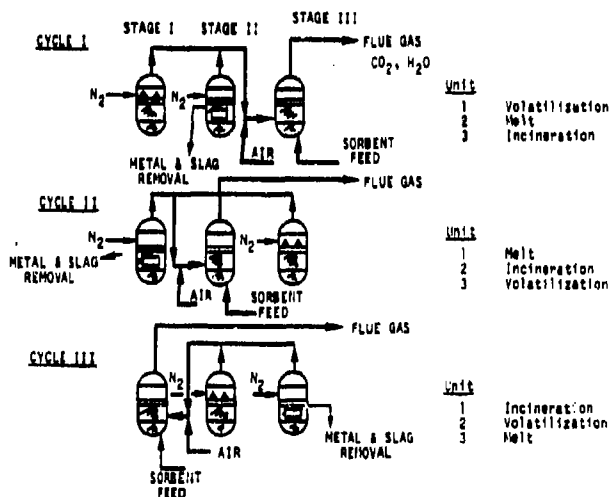 STAGE I
STAGE II
STAGE III
CYCLE I
FLUE GAS
CO2, H2O
N2
N2
Unit
1 Volatilization
2 Melt
3 Incineration
METAL & SLAG
REMOVAL
AIR
SORBENT
FEED
FLUE GAS
CYCLE II
N2
N2
Unit
1 Melt
2 Incineration
3 Volatilization
METAL & SLAG
REMOVAL
AIR
SORBENT
FEED
FLUE GAS
CYCLE III
N2
N2
Unit
1 Incineration
2 Volatilization
3 Melt
AIR
METAL & SLAG
REMOVAL
SORBENT
FEED